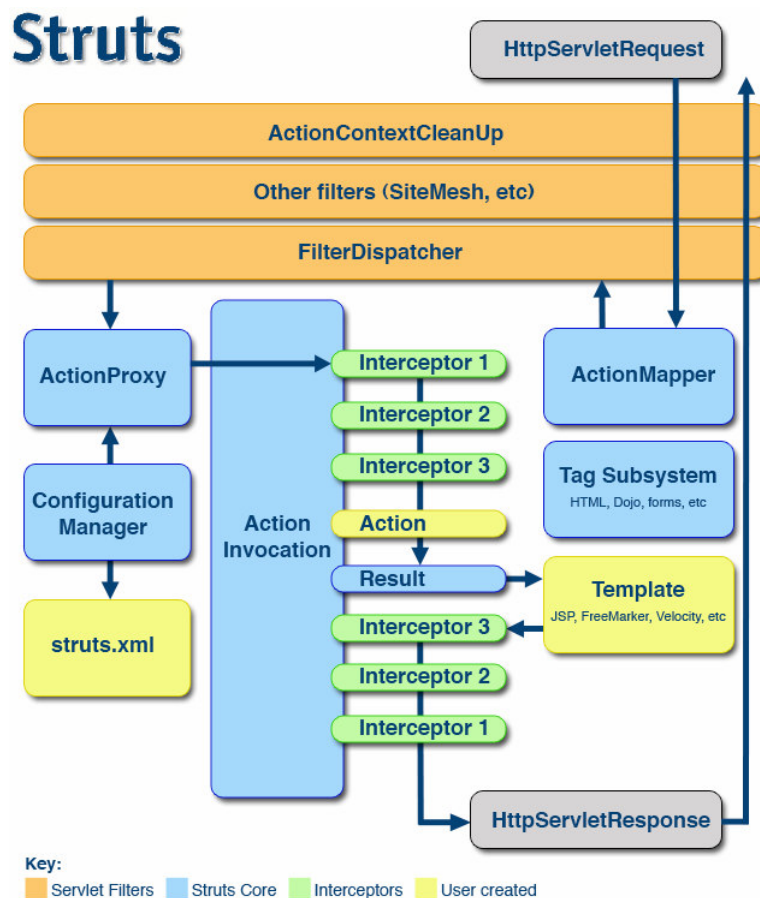 Struts
HttpServletRequest
ActionContextCleanUp
Other filters (SiteMesh, etc)
FilterDispatcher
ActionProxy
Configuration
Manager
struts.xml
Action
Invocation
Interceptor 1
Interceptor 2
Interceptor 3
Action
Result
Interceptor 3
Interceptor 2
Interceptor 1
ActionMapper
Tag Subsystem
HTML, Dojo, forms, etc
Template
JSP, FreeMarker, Velocity, etc
HttpServletResponse
Key:
Servlet Filters
Struts Core
Interceptors
User created